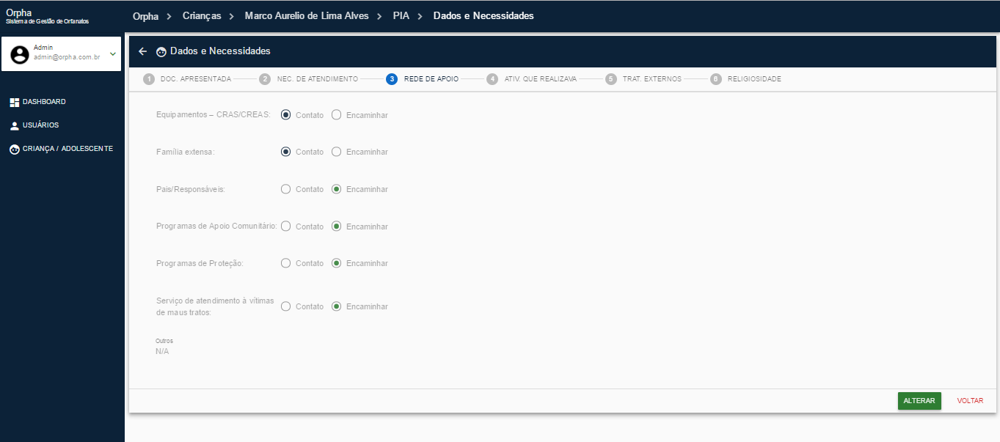 Orpha
Sistema de Gestão de Orfanatos
Admin
admin@orpha.com.br
DASHBOARD
USUÁRIOS
CRIANÇA / ADOLESCENTE
Orpha > Crianças > Marco Aurelio de Lima Alves > PIA > Dados e Necessidades
Dados e Necessidades
1 DOC. APRESENTADA 2 NEC. DE ATENDIMENTO 3 REDE DE APOIO 4 ATIV. QUE REALIZAVA 5 TRAT. EXTERNOS 6 RELIGIOSIDADE
Equipamentos – CRAS/CREAS: Contato Encaminhar
Família extensa: Contato Encaminhar
Pais/Responsáveis: Contato Encaminhar
Programas de Apoio Comunitário: Contato Encaminhar
Programas de Proteção: Contato Encaminhar
Serviço de atendimento à vítimas
de maus tratos: Contato Encaminhar
Outros
N/A
ALTERAR VOLTAR